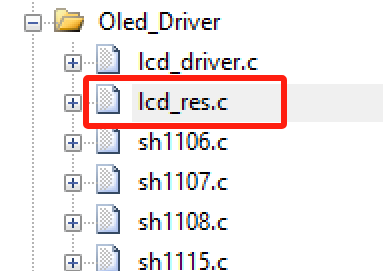 Oled_Driver
lcd_driver.c
lcd_res.c
sh1106.c
sh1107.c
sh1108.c
sh1115.c